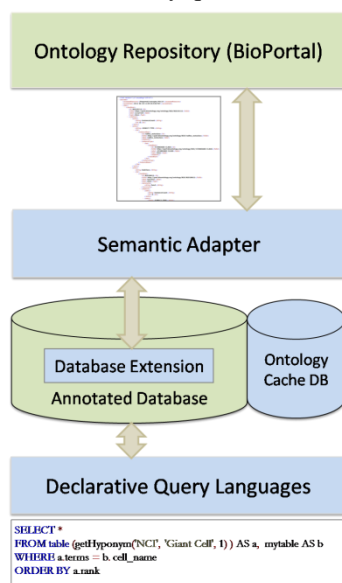 Ontology Repository (BioPortal)
Semantic Adapter
Database Extension
Annotated Database
Ontology
Cache DB
Declarative Query Languages
SELECT *
FROM table (getHyponym('NCI', 'Giant Cell', 1) ) AS a, mytable AS b
WHERE a.terms = b. cell_name
ORDER BY a.rank